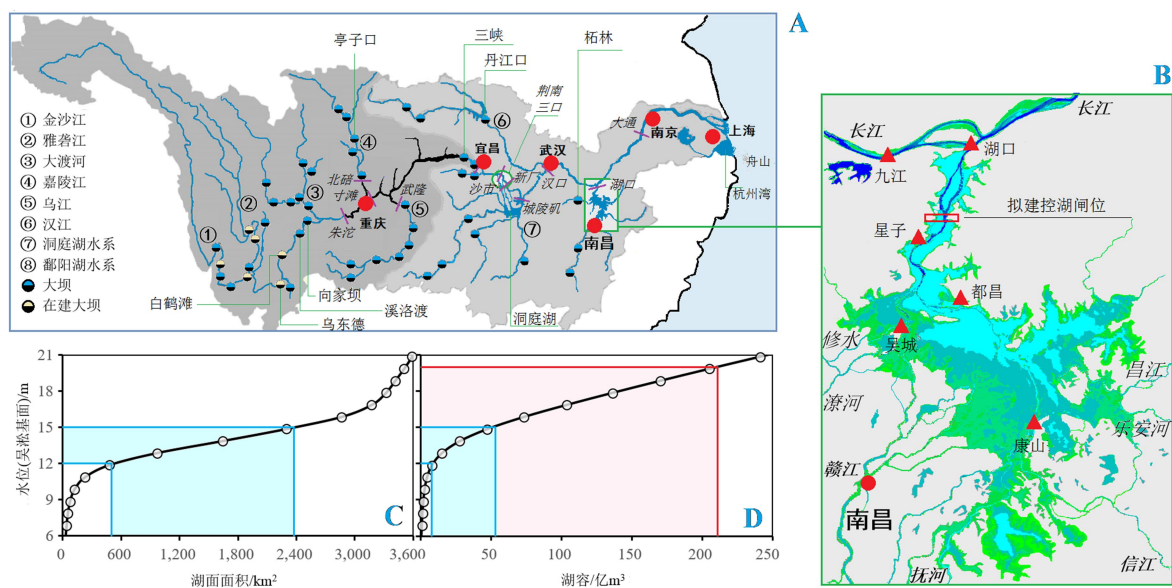 A
亭子口
三峡
丹江口
柘林
荆南
三口
① 金沙江
② 雅砻江
③ 大渡河
④ 嘉陵江
⑤ 乌江
⑥ 汉江
⑦ 洞庭湖水系
⑧ 鄱阳湖水系
大坝
在建大坝
①
②
③
④
⑤
⑥
⑦
北碚
寸滩
重庆
朱沱
武隆
宜昌
沙市
新厂
武汉
汉口
城陵矶
湖口
南昌
大通
南京
上海
舟山
杭州湾
白鹤滩
乌东德
向家坝
溪洛渡
洞庭湖
B
长江
长江
九江
湖口
拟建控湖闸位
星子
都昌
吴城
修水
潦河
赣江
南昌
抚河
信江
康山
乐安河
昌江
水位(吴淞基面)/m
21
18
15
12
9
6
0
600
1,200
1,800
2,400
3,000
3,600
湖面面积/km²
C
0
50
100
150
200
250
湖容/亿m³
D